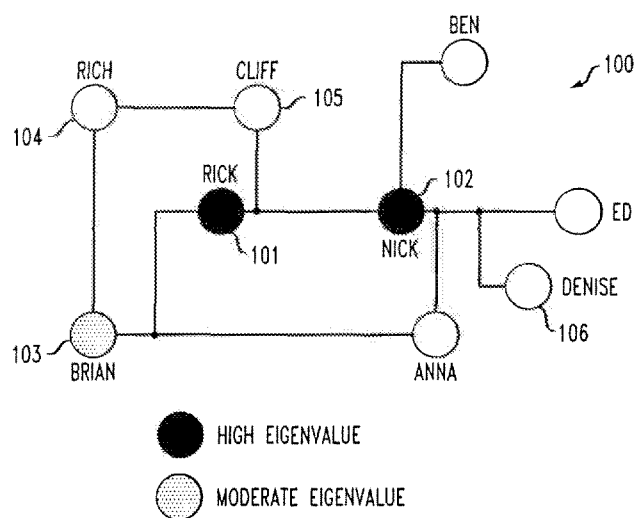 BEN
100
RICH
CLIFF
104
105
RICK
102
101
NICK
ED
DENISE
106
103
BRIAN
ANNA
HIGH EIGENVALUE
MODERATE EIGENVALUE